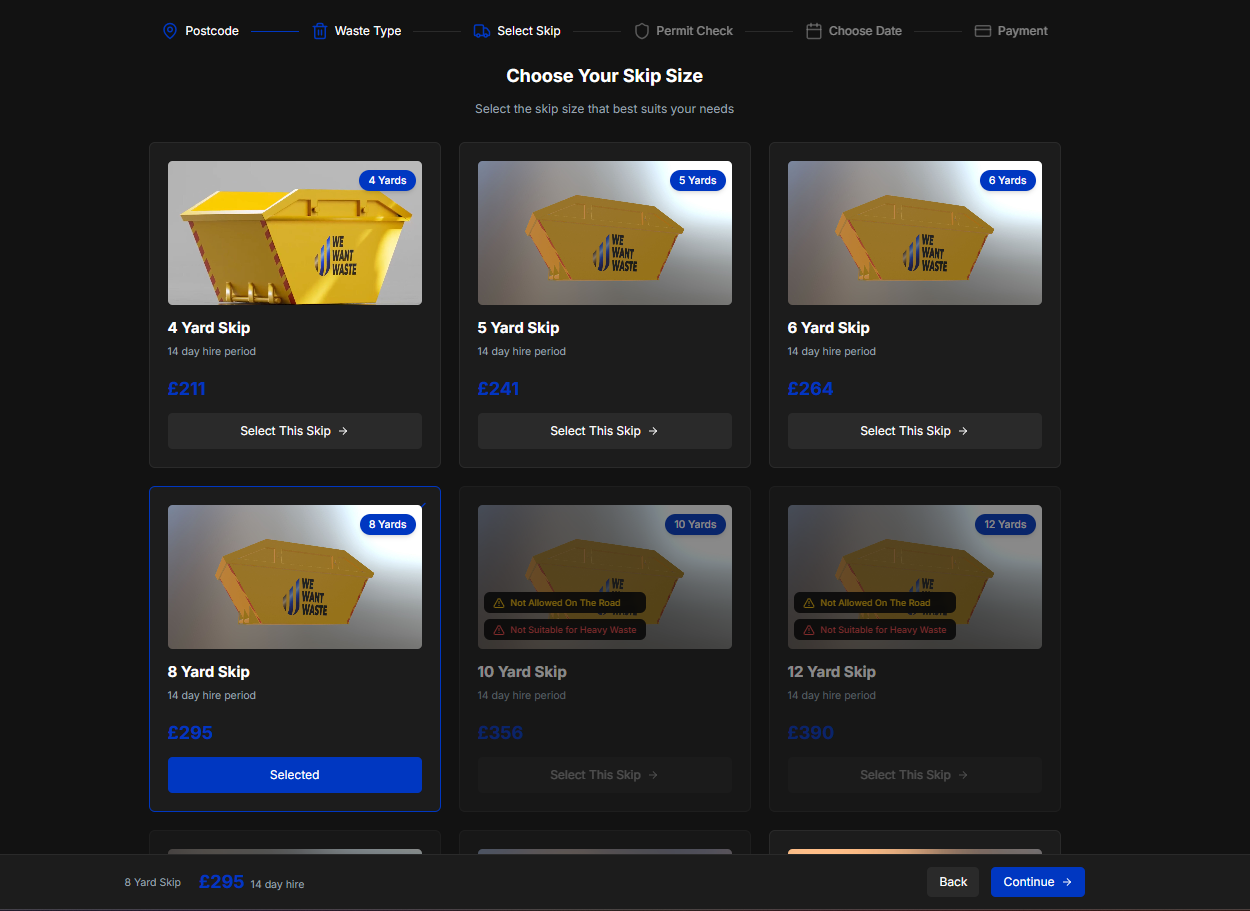 Postcode
Waste Type
Select Skip
Permit Check
Choose Date
Payment
Choose Your Skip Size
Select the skip size that best suits your needs
4 Yards
WE
WANT
WASTE
4 Yard Skip
14 day hire period
£211
Select This Skip →
5 Yards
WE
WANT
WASTE
5 Yard Skip
14 day hire period
£241
Select This Skip →
6 Yards
WE
WANT
WASTE
6 Yard Skip
14 day hire period
£264
Select This Skip →
8 Yards
WE
WANT
WASTE
8 Yard Skip
14 day hire period
£295
Selected
10 Yards
WE
Not Allowed On The Road
Not Suitable for Heavy Waste
10 Yard Skip
14 day hire period
£356
Select This Skip →
12 Yards
WE
Not Allowed On The Road
Not Suitable for Heavy Waste
12 Yard Skip
14 day hire period
£390
Select This Skip →
8 Yard Skip £295 14 day hire
Back
Continue →